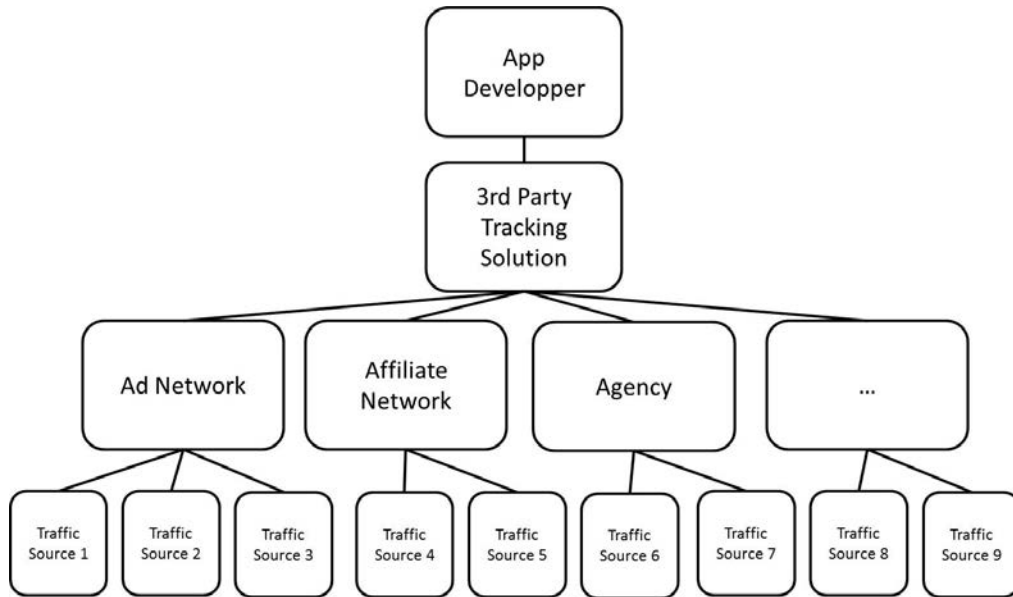 App
Developper
3rd Party
Tracking
Solution
Ad Network
Affiliate
Network
Agency
...
Traffic
Source 1
Traffic
Source 2
Traffic
Source 3
Traffic
Source 4
Traffic
Source 5
Traffic
Source 6
Traffic
Source 7
Traffic
Source 8
Traffic
Source 9